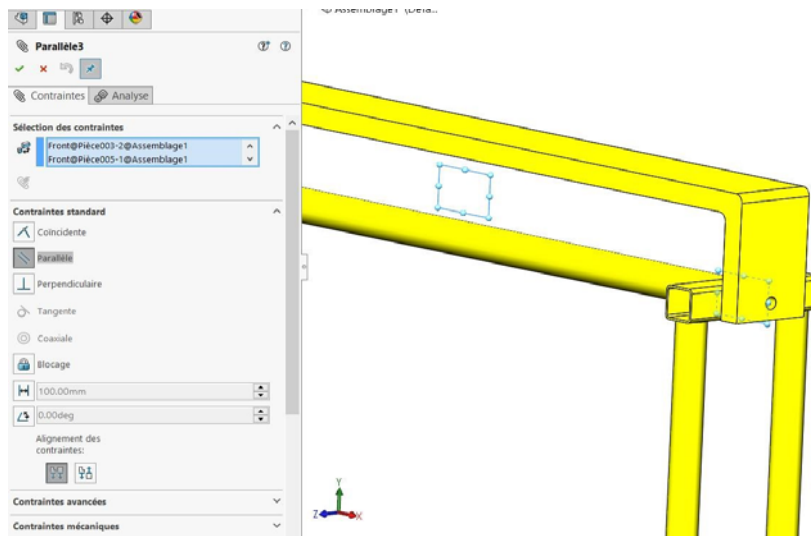 Assemblage1 (Défa...
Parallèle3
Contraintes
Analyse
Sélection des contraintes
Front@Pièce003-2@Assemblage1
Front@Pièce005-1@Assemblage1
Contraintes standard
Coïncidente
Parallèle
Perpendiculaire
Tangente
Coaxiale
Blocage
100.00mm
0.00deg
Alignement des
contraintes:
Contraintes avancées
Contraintes mécaniques
Y
Z
X